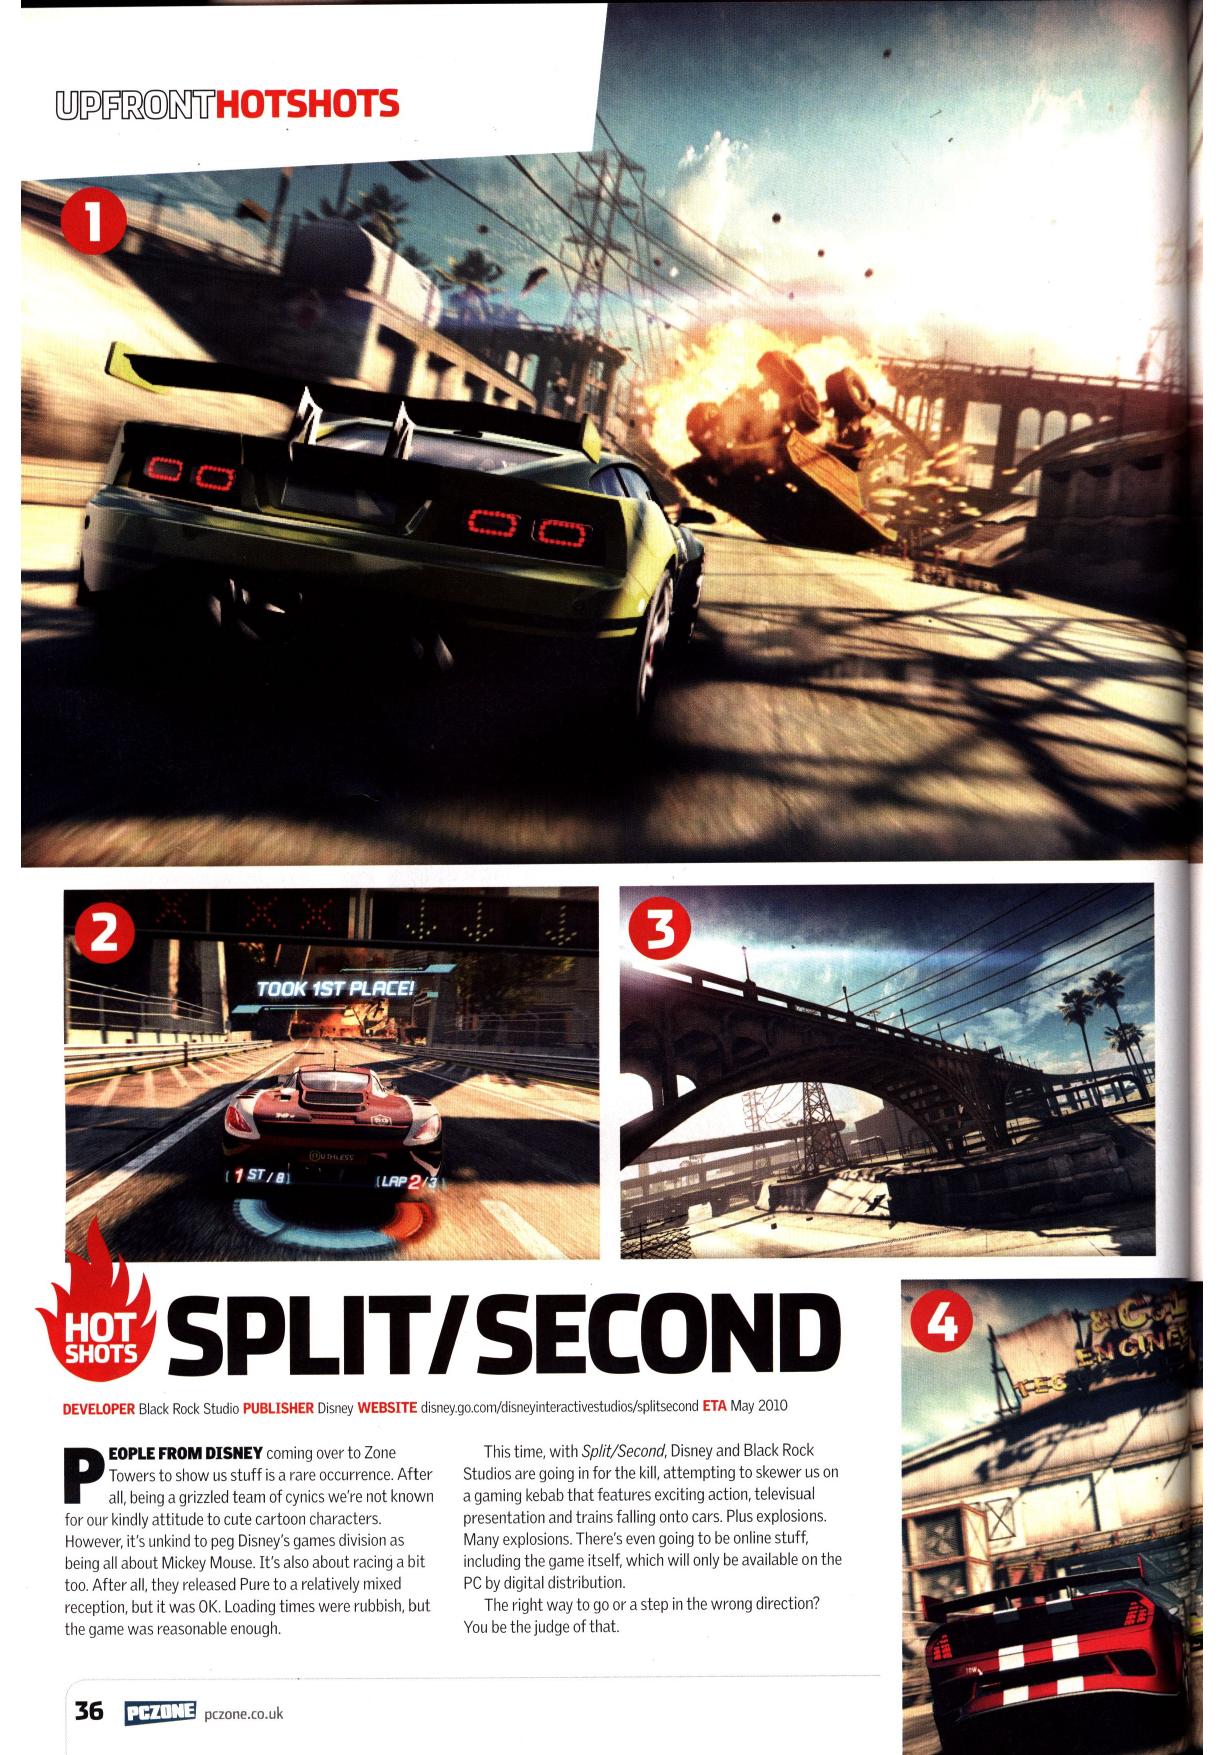 UPFRONTHOTSHOTS
1
2
TOOK 1ST PLACE!
RUTHLESS
1ST/8
LAP2/3
3
HOT
SHOTS
SPLIT/SECOND
4
ENGINE
TEC
DEVELOPER Black Rock Studio PUBLISHER Disney WEBSITE disney.go.com/disneyinteractivestudios/splitsecond ETA May 2010
PEOPLE FROM DISNEY coming over to Zone
Towers to show us stuff is a rare occurrence. After
all, being a grizzled team of cynics we're not known
for our kindly attitude to cute cartoon characters.
However, it's unkind to peg Disney's games division as
being all about Mickey Mouse. It's also about racing a bit
too. After all, they released Pure to a relatively mixed
reception, but it was OK. Loading times were rubbish, but
the game was reasonable enough.
This time, with Split/Second, Disney and Black Rock
Studios are going in for the kill, attempting to skewer us on
a gaming kebab that features exciting action, televisual
presentation and trains falling onto cars. Plus explosions.
Many explosions. There's even going to be online stuff,
including the game itself, which will only be available on the
PC by digital distribution.
The right way to go or a step in the wrong direction?
You be the judge of that.
36 PCZONE pczone.co.uk